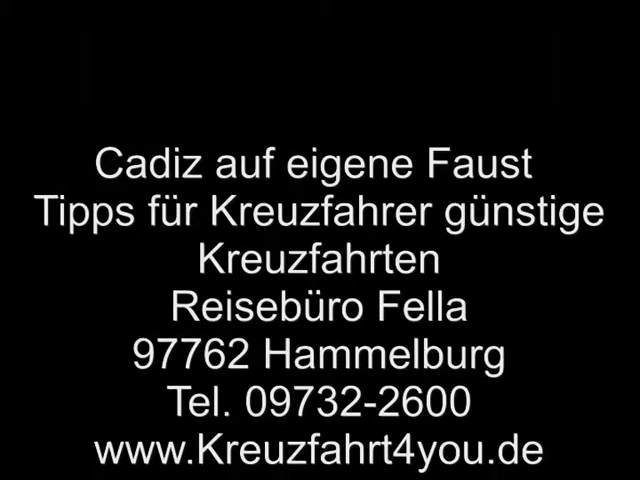 Cadiz auf eigene Faust
Tipps für Kreuzfahrer günstige
Kreuzfahrten
Reisebüro Fella
97762 Hammelburg
Tel. 09732-2600
www.Kreuzfahrt4you.de